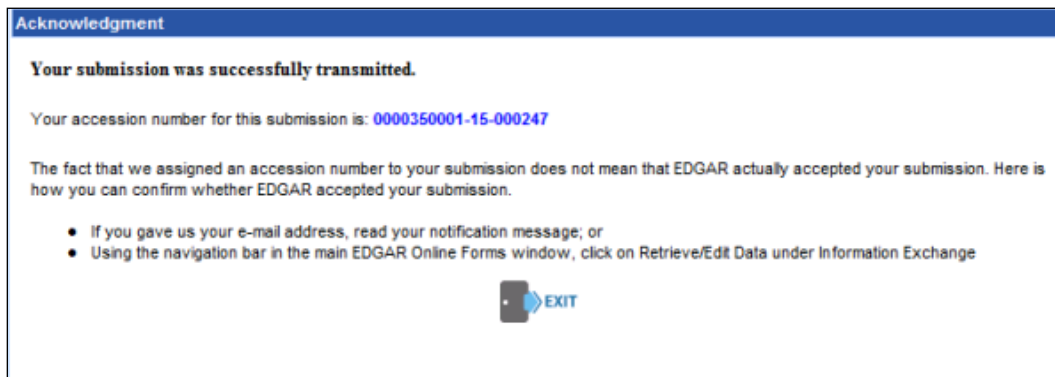 Acknowledgment
Your submission was successfully transmitted.
Your accession number for this submission is: 0000350001-15-000247
The fact that we assigned an accession number to your submission does not mean that EDGAR actually accepted your submission. Here is
how you can confirm whether EDGAR accepted your submission.
• If you gave us your e-mail address, read your notification message; or
• Using the navigation bar in the main EDGAR Online Forms window, click on Retrieve/Edit Data under Information Exchange
EXIT